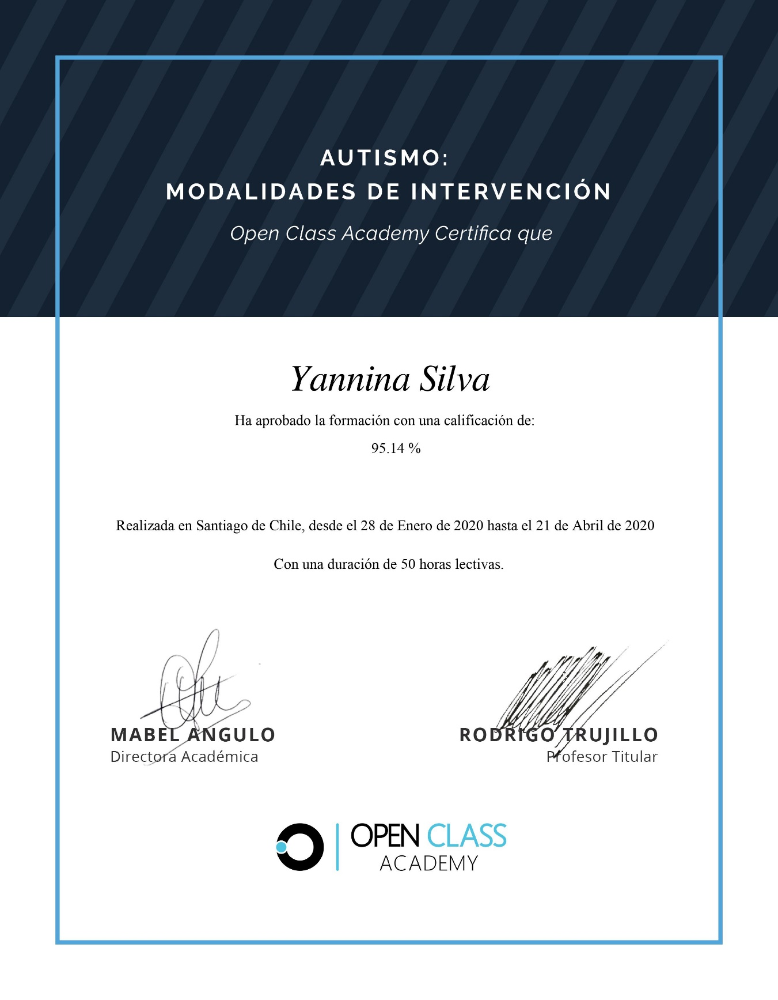 AUTISMO:
MODALIDADES DE INTERVENCIÓN
Open Class Academy Certifica que
Yannina Silva
Ha aprobado la formación con una calificación de:
95.14 %
Realizada en Santiago de Chile, desde el 28 de Enero de 2020 hasta el 21 de Abril de 2020
Con una duración de 50 horas lectivas.
MABEL ANGULO
Directora Académica
RODRIGO TRUJILLO
Profesor Titular
OPEN CLASS
ACADEMY